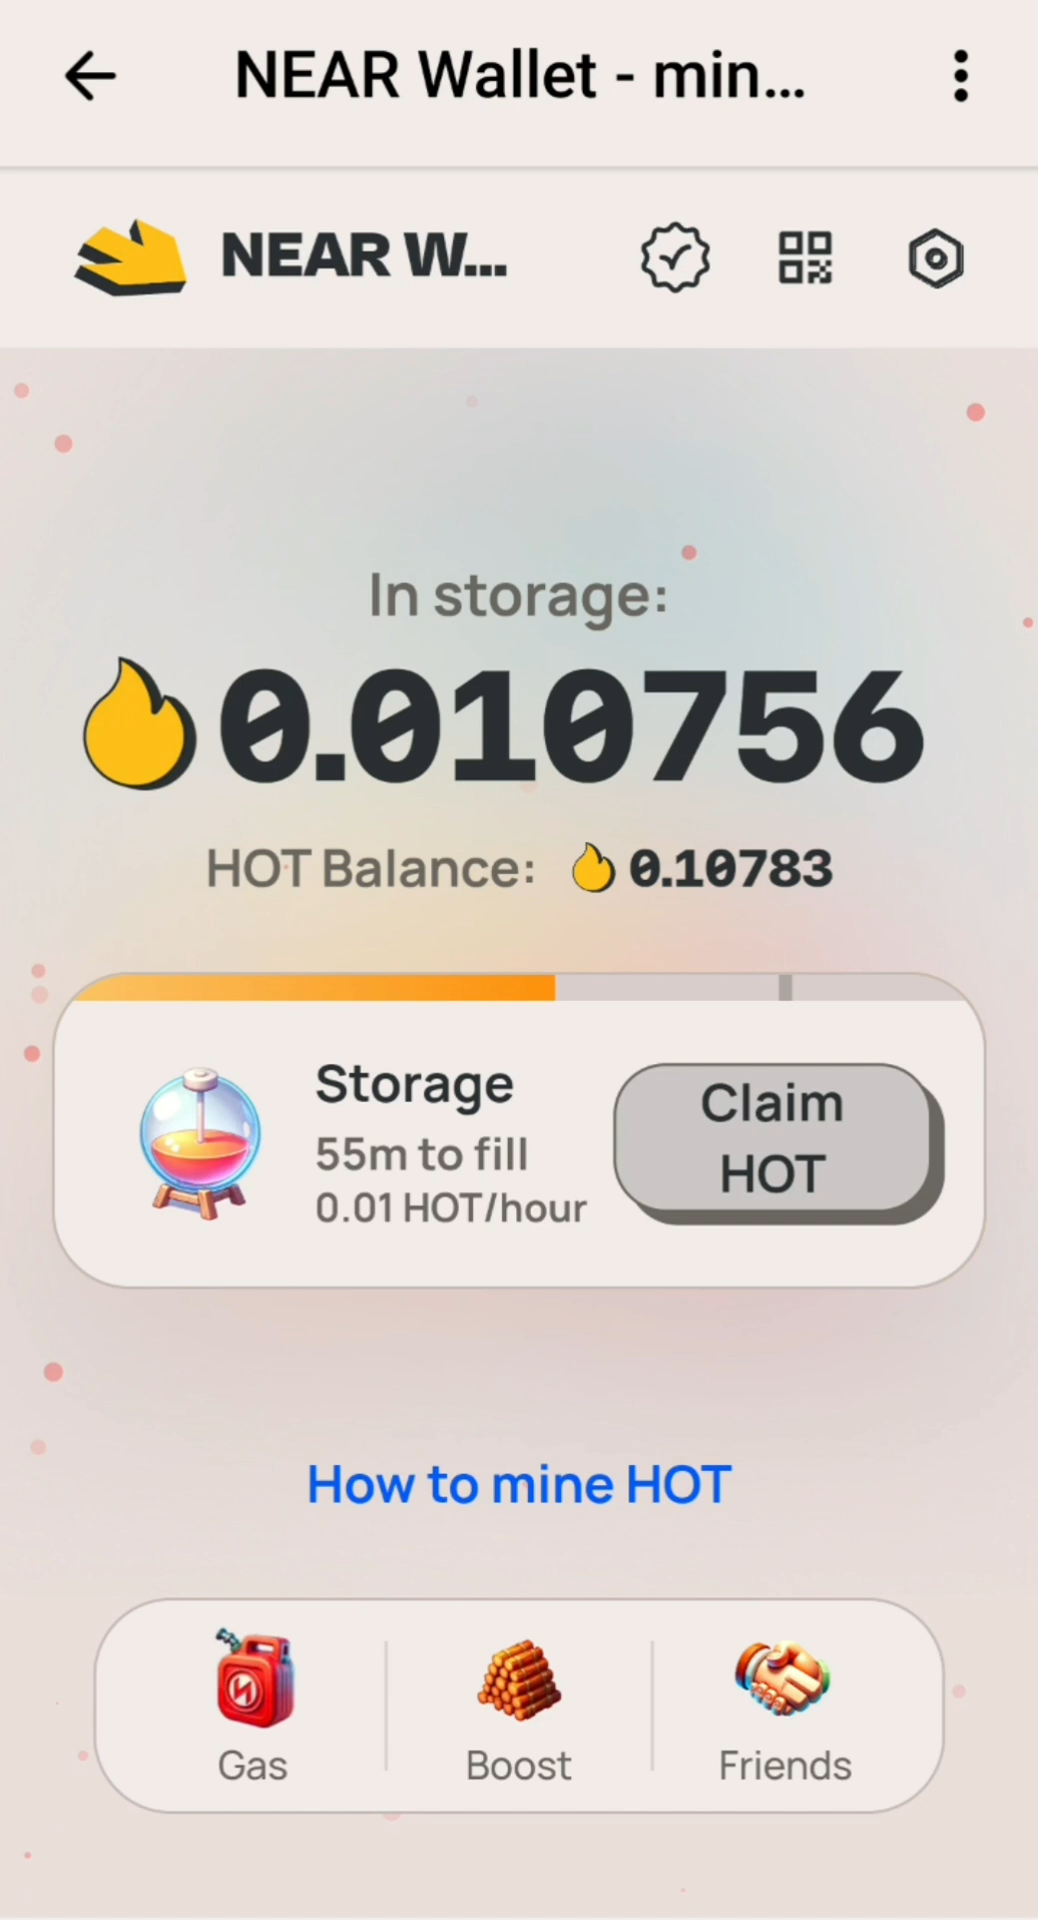 NEAR Wallet - min...
NEAR W...
In storage:
0.010756
HOT Balance: 0.10783
Storage
55m to fill
0.01 HOT/hour
Claim
HOT
How to mine HOT
Gas
Boost
Friends